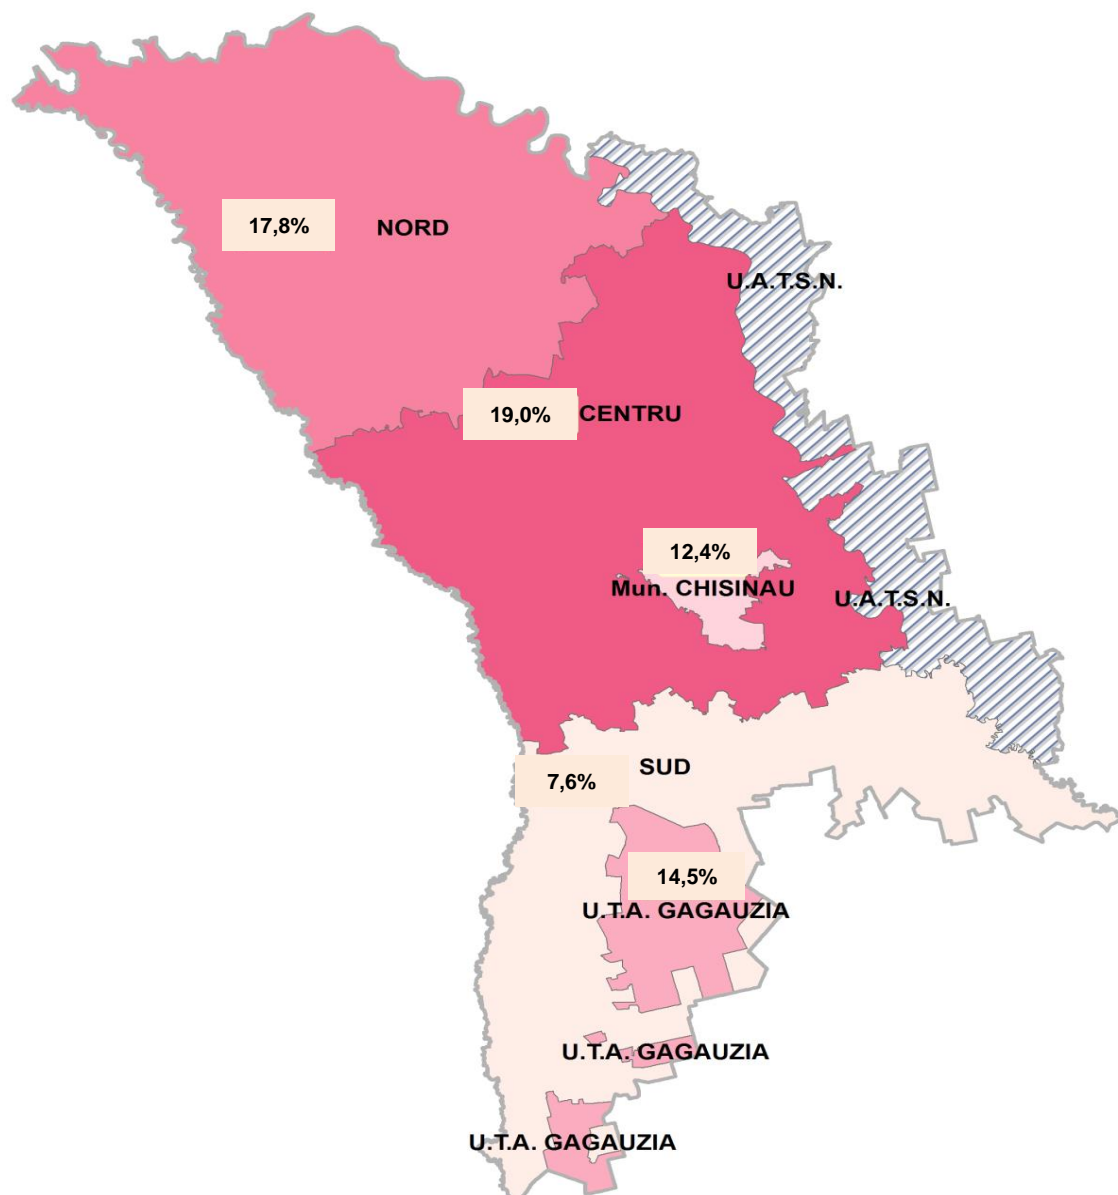 17,8%
NORD
U.A.T.S.N.
19,0%
CENTRU
12,4%
Mun. CHISINAU
U.A.T.S.N.
SUD
7,6%
14,5%
U.T.A. GAGAUZIA
U.T.A. GAGAUZIA
U.T.A. GAGAUZIA